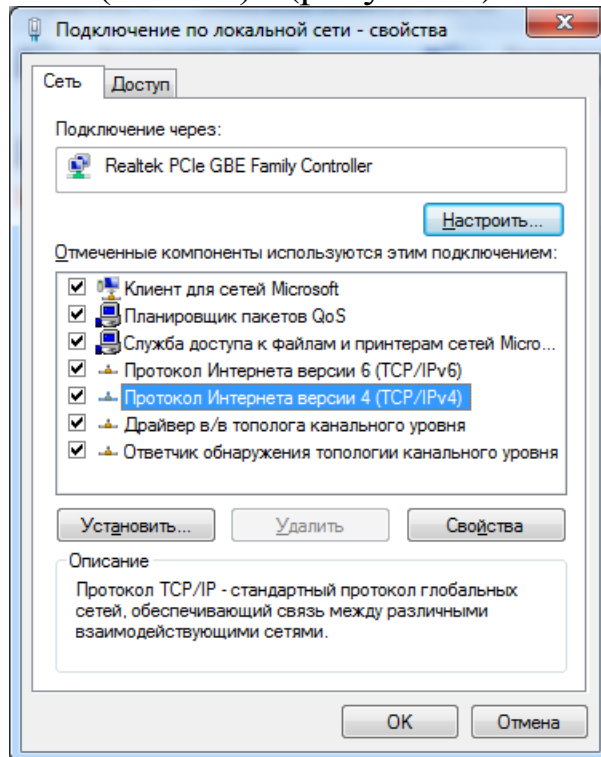 Подключение по локальной сети - свойства
Сеть Доступ
Подключение через:
Realtek PCIe GBE Family Controller
Настроить...
Отмеченные компоненты используются этим подключением:
Клиент для сетей Microsoft
Планировщик пакетов QoS
Служба доступа к файлам и принтерам сетей Micro...
Протокол Интернета версии 6 (TCP/IPv6)
Протокол Интернета версии 4 (TCP/IPv4)
Драйвер в/в тополога канального уровня
Ответчик обнаружения топологии канального уровня
Установить... Удалить Свойства
Описание
Протокол TCP/IP - стандартный протокол глобальных
сетей, обеспечивающий связь между различными
взаимодействующими сетями.
OK Отмена